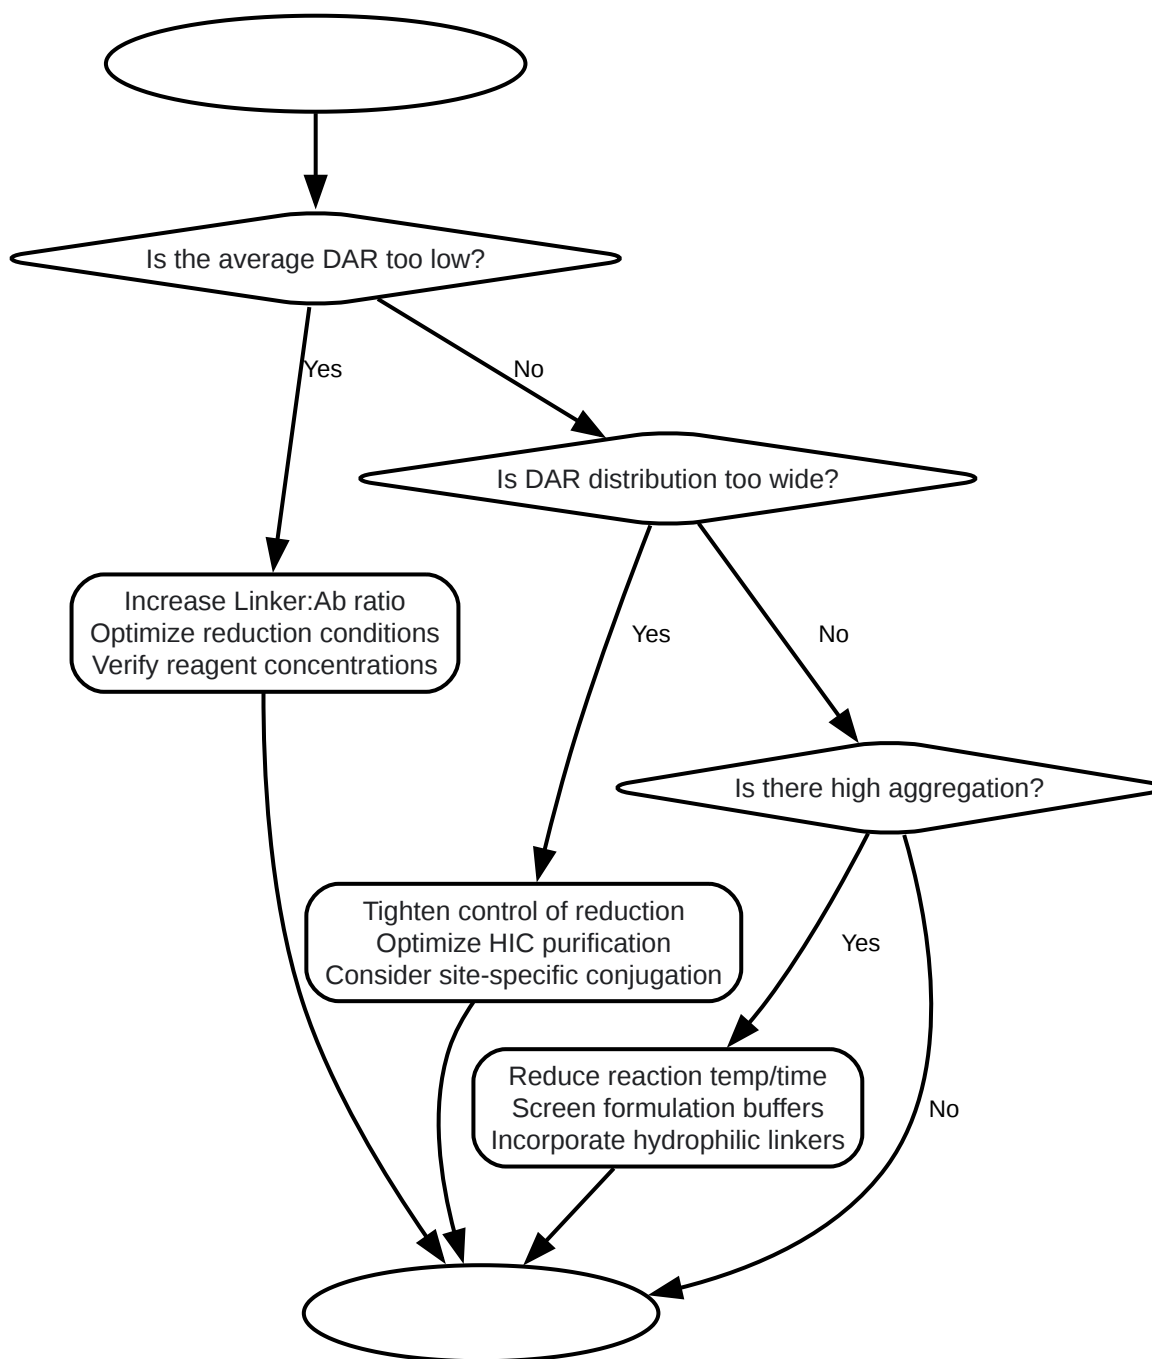 Is the average DAR too low?
Yes
No
Is DAR distribution too wide?
Increase Linker:Ab ratio
Optimize reduction conditions
Verify reagent concentrations
Yes
No
Is there high aggregation?
Tighten control of reduction
Optimize HIC purification
Consider site-specific conjugation
Yes
Reduce reaction temp/time
Screen formulation buffers
Incorporate hydrophilic linkers
No